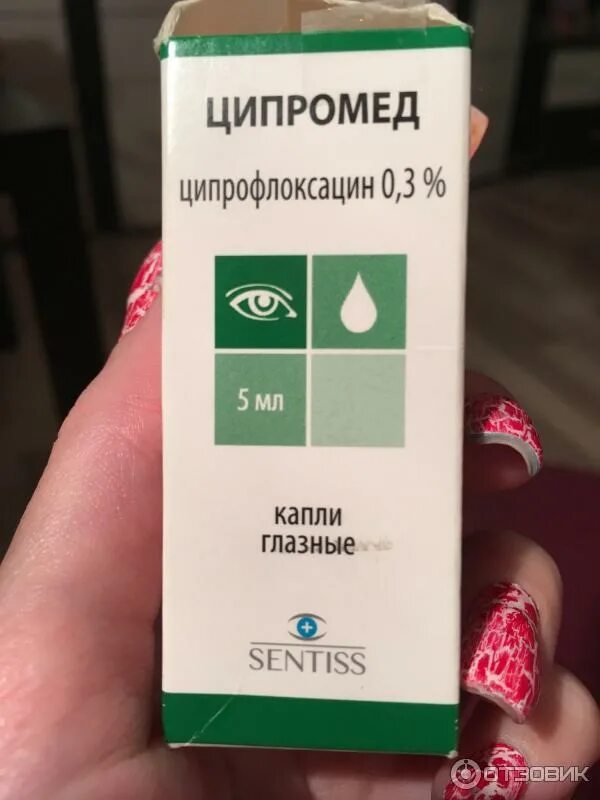 ЦИПРОМЕД
ципрофлоксацин 0,3 %
5 мл
капли
глазные
SENTISS
ОТЗОВИК